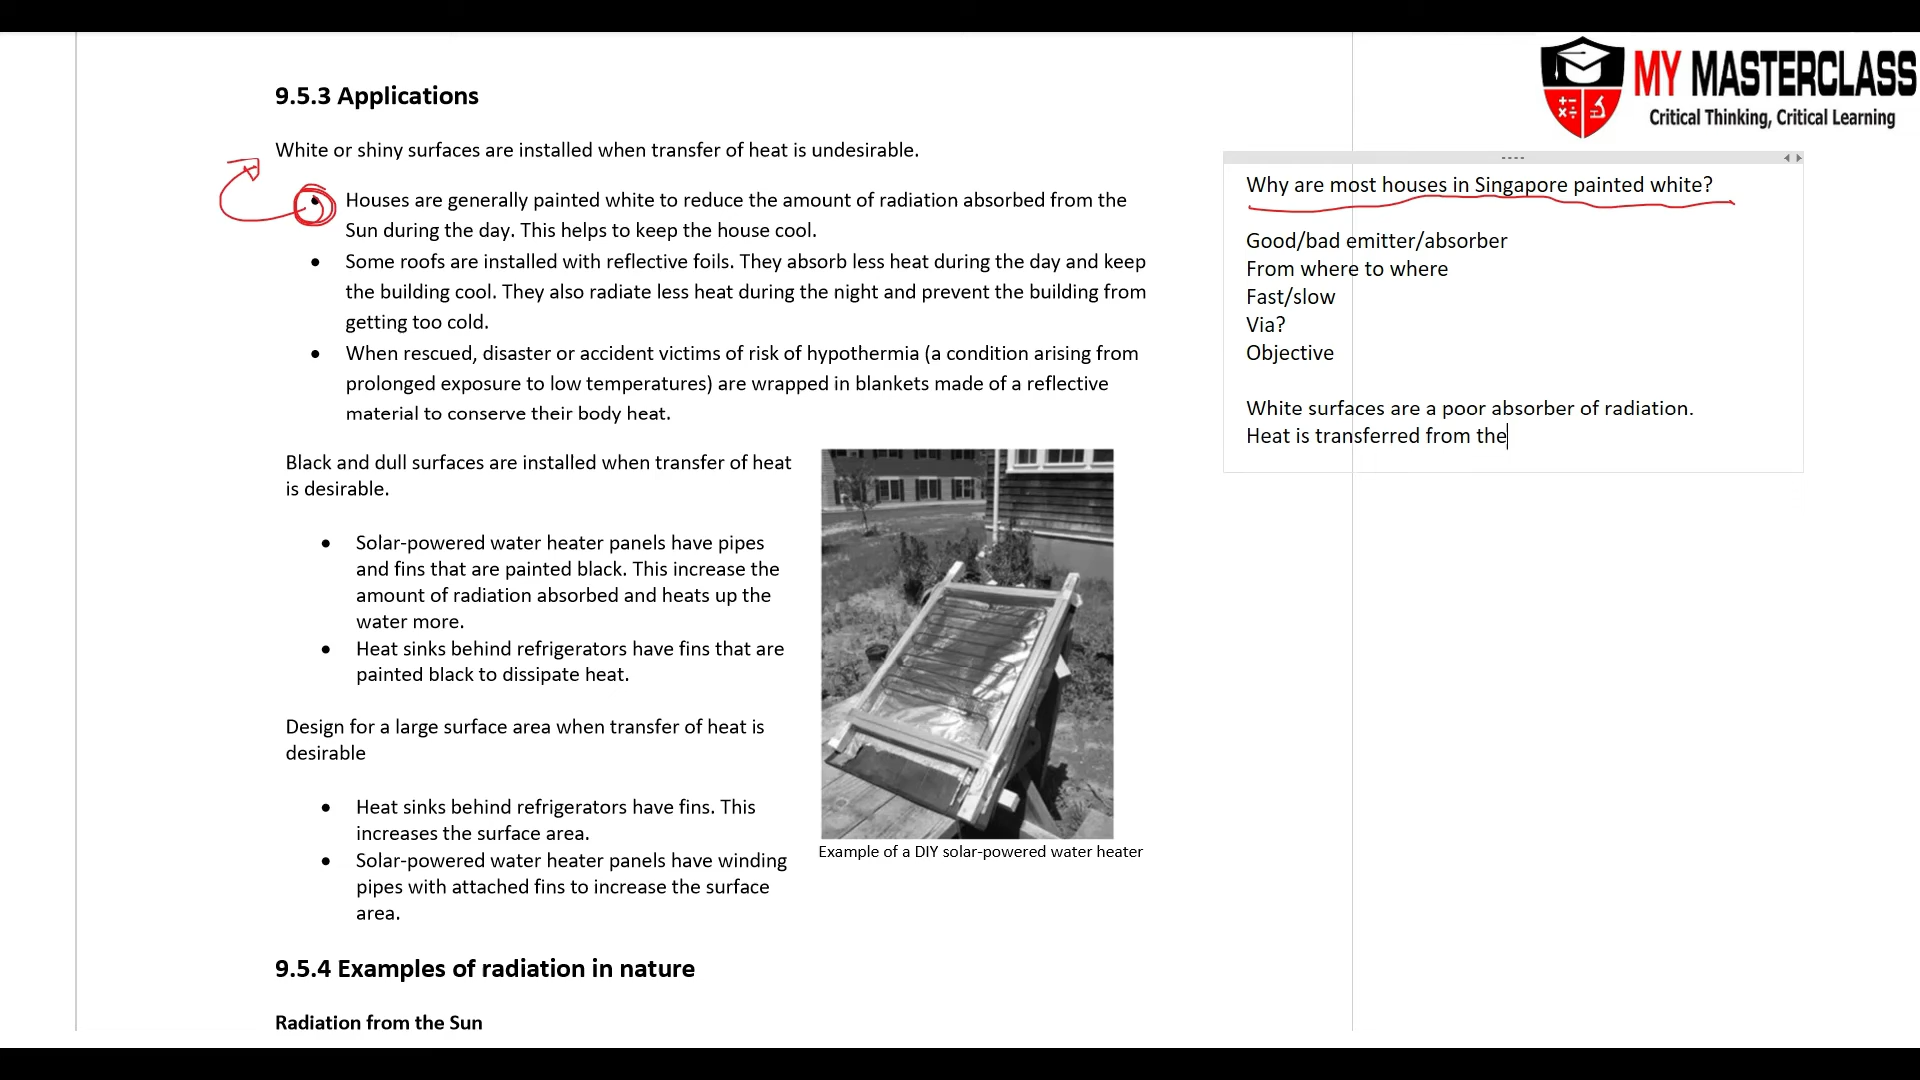 MY MASTERCLASS
Critical Thinking, Critical Learning
9.5.3 Applications
White or shiny surfaces are installed when transfer of heat is undesirable.
• Houses are generally painted white to reduce the amount of radiation absorbed from the
Sun during the day. This helps to keep the house cool.
• Some roofs are installed with reflective foils. They absorb less heat during the day and keep
the building cool. They also radiate less heat during the night and prevent the building from
getting too cold.
• When rescued, disaster or accident victims of risk of hypothermia (a condition arising from
prolonged exposure to low temperatures) are wrapped in blankets made of a reflective
material to conserve their body heat.
Black and dull surfaces are installed when transfer of heat
is desirable.
• Solar-powered water heater panels have pipes
and fins that are painted black. This increase the
amount of radiation absorbed and heats up the
water more.
• Heat sinks behind refrigerators have fins that are
painted black to dissipate heat.
Design for a large surface area when transfer of heat is
desirable
• Heat sinks behind refrigerators have fins. This
increases the surface area.
• Solar-powered water heater panels have winding
pipes with attached fins to increase the surface
area.
Example of a DIY solar-powered water heater
9.5.4 Examples of radiation in nature
Radiation from the Sun
Why are most houses in Singapore painted white?
Good/bad emitter/absorber
From where to where
Fast/slow
Via?
Objective
White surfaces are a poor absorber of radiation.
Heat is transferred from the